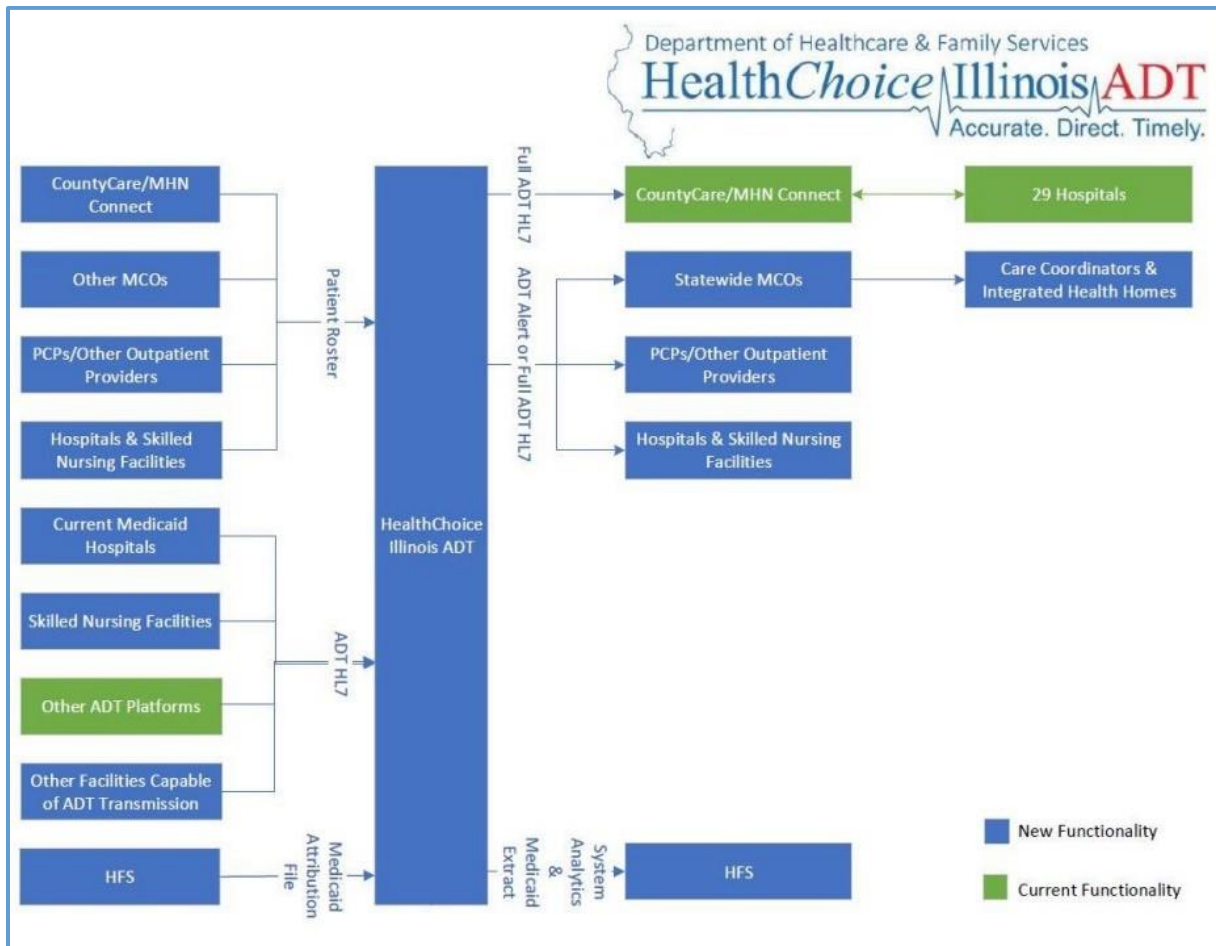 Department of Healthcare & Family Services
HealthChoice Illinois ADT
Accurate. Direct. Timely.
CountyCare/MHN
Connect
Other MCOs
PCPs/Other Outpatient
Providers
Hospitals & Skilled
Nursing Facilities
Current Medicaid
Hospitals
Skilled Nursing Facilities
Other ADT Platforms
Other Facilities Capable
of ADT Transmission
HFS
Patient Roster
ADT HL7
Medicaid
Attribution
File
HealthChoice
Illinois ADT
Full ADT HL7
ADT Alert or Full ADT HL7
System
Analytics
&
Medicaid
Extract
CountyCare/MHN Connect
29 Hospitals
Statewide MCOs
Care Coordinators &
Integrated Health Homes
PCPs/Other Outpatient
Providers
Hospitals & Skilled Nursing
Facilities
HFS
New Functionality
Current Functionality